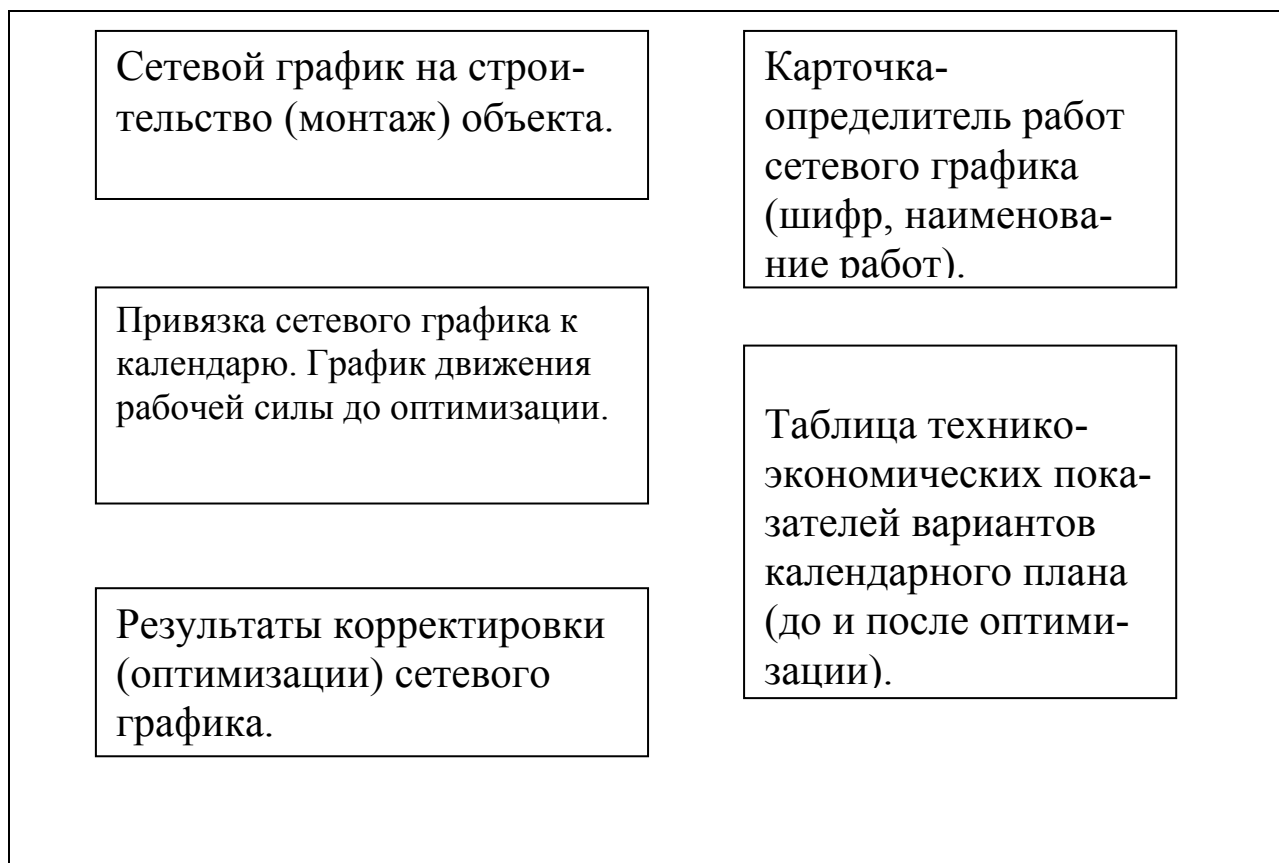 Сетевой график на строи-
тельство (монтаж) объекта.
Привязка сетевого графика к
календарю. График движения
рабочей силы до оптимизации.
Результаты корректировки
(оптимизации) сетевого
графика.
Карточка-
определитель работ
сетевого графика
(шифр, наименова-
ние работ).
Таблица технико-
экономических пока-
зателей вариантов
календарного плана
(до и после оптими-
зации).